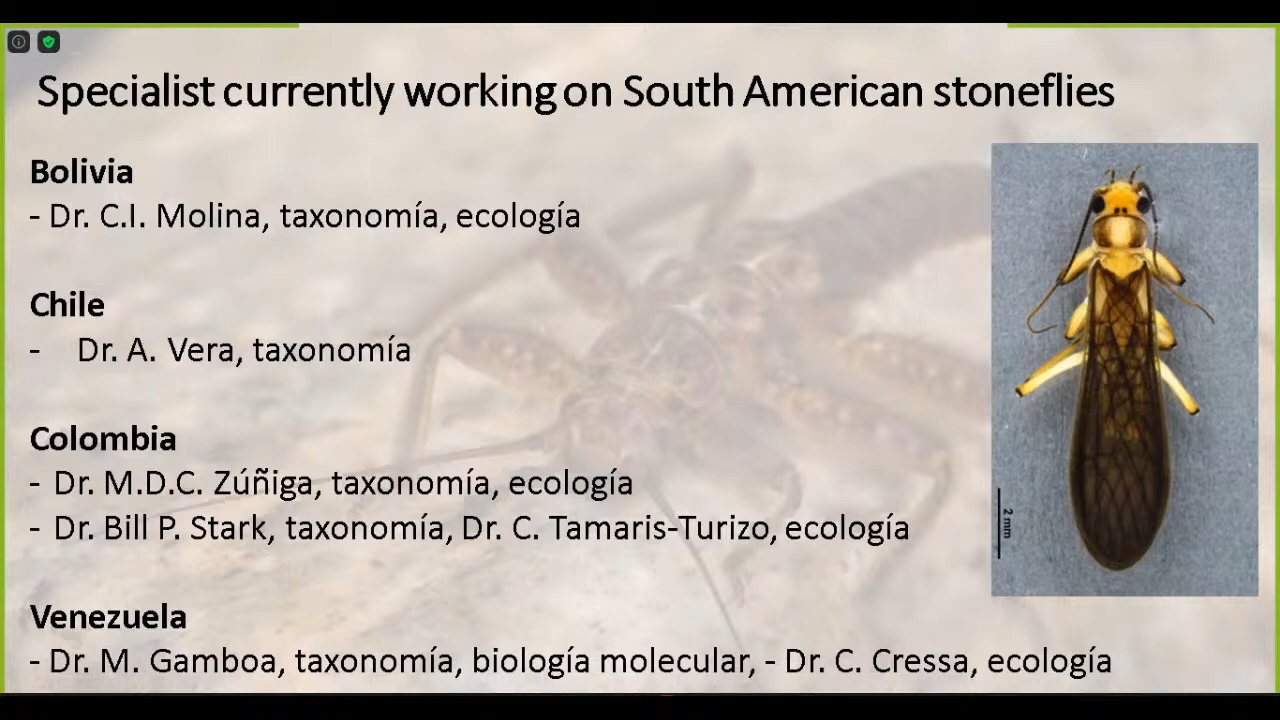 Specialist currently working on South American stoneflies
Bolivia
- Dr. C.I. Molina, taxonomía, ecología
Chile
- Dr. A. Vera, taxonomía
Colombia
- Dr. M.D.C. Zúñiga, taxonomía, ecología
- Dr. Bill P. Stark, taxonomía, Dr. C. Tamaris-Turizo, ecología
2 mm
Venezuela
- Dr. M. Gamboa, taxonomía, biología molecular, - Dr. C. Cressa, ecología